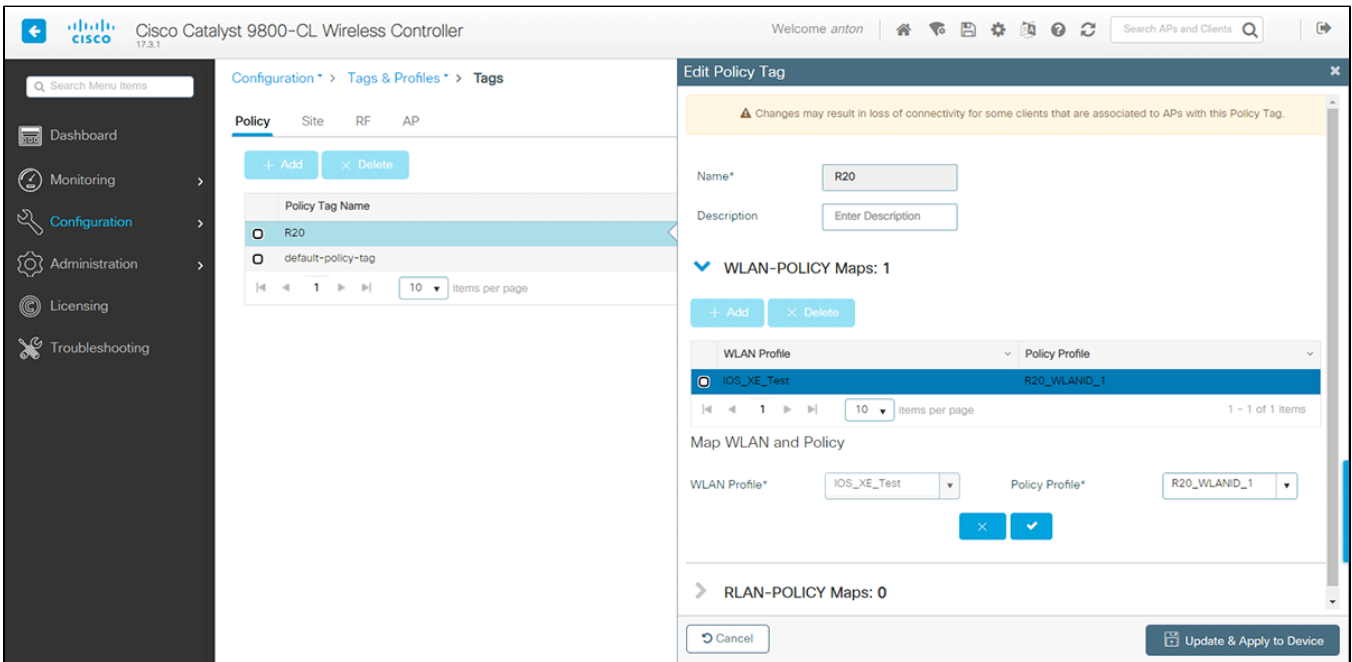 CISCO
Cisco Catalyst 9800-CL Wireless Controller
17.3.1
Welcome anton
Search APs and Clients
Search Menu Items
Dashboard
Monitoring
Configuration
Administration
Licensing
Troubleshooting
Configuration > Tags & Profiles > Tags
Policy Site RF AP
+ Add × Delete
Policy Tag Name
R20
default-policy-tag
1 10 items per page
Edit Policy Tag
Changes may result in loss of connectivity for some clients that are associated to APs with this Policy Tag.
Name* R20
Description Enter Description
WLAN-POLICY Maps: 1
+ Add × Delete
WLAN Profile Policy Profile
IOS_XE_Test R20_WLANID_1
1 10 items per page 1 - 1 of 1 items
Map WLAN and Policy
WLAN Profile* IOS_XE_Test Policy Profile* R20_WLANID_1
RLAN-POLICY Maps: 0
Cancel Update & Apply to Device